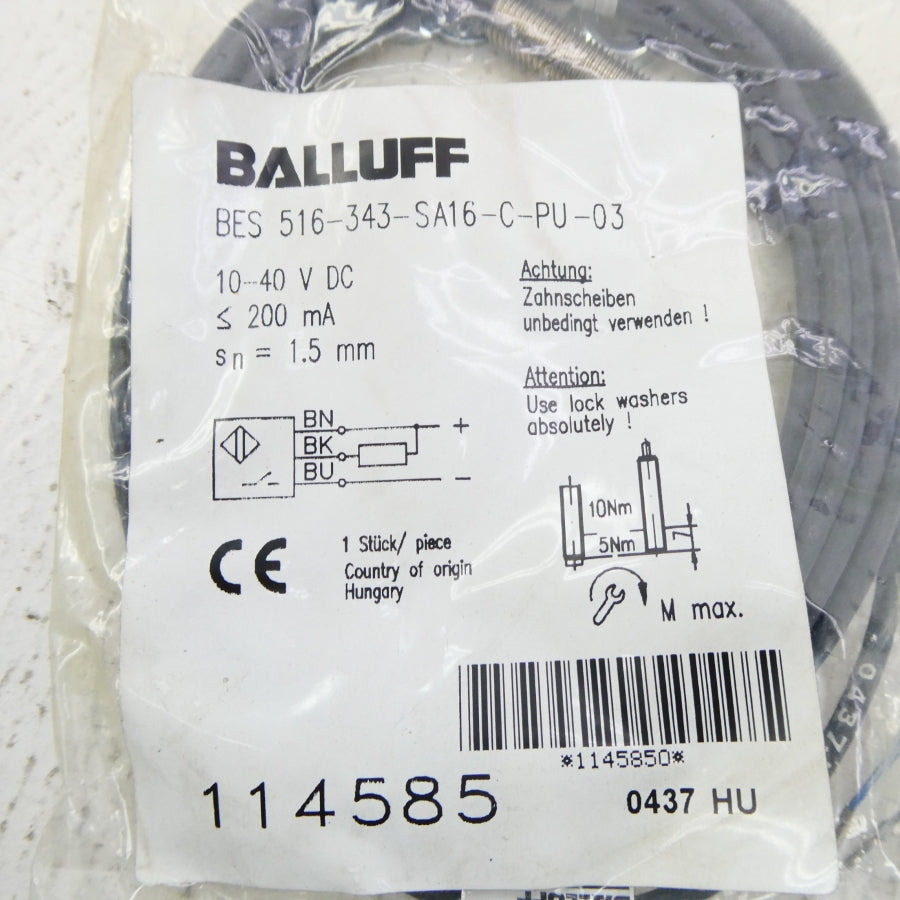 BALLUFF
BES 516-343-SA16-C-PU-03
10-40 V DC
≤ 200 mA
sn = 1.5 mm
Achtung:
Zahnscheiben
unbedingt verwenden !
Attention:
Use lock washers
absolutely !
BN +
BK
BU −
10Nm
5Nm
7
M max.
CE
1 Stück/ piece
Country of origin
Hungary
*1145850*
114585
0437 HU
0437